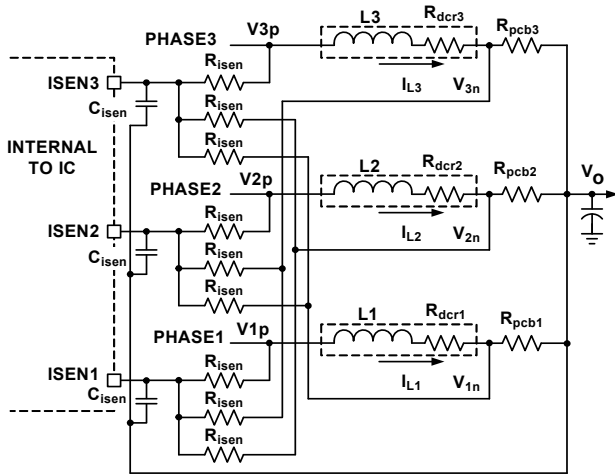 PHASE3 V3p L3 Rdcr3 Rpcb3
ISEN3 Risen IL3 V3n
Cisen Risen
INTERNAL
TO IC
Risen
PHASE2 V2p L2 Rdcr2 Rpcb2 Vo
ISEN2 Risen IL2 V2n
Cisen Risen
Risen
PHASE1 V1p L1 Rdcr1 Rpcb1
ISEN1 Risen IL1 V1n
Cisen Risen
Risen